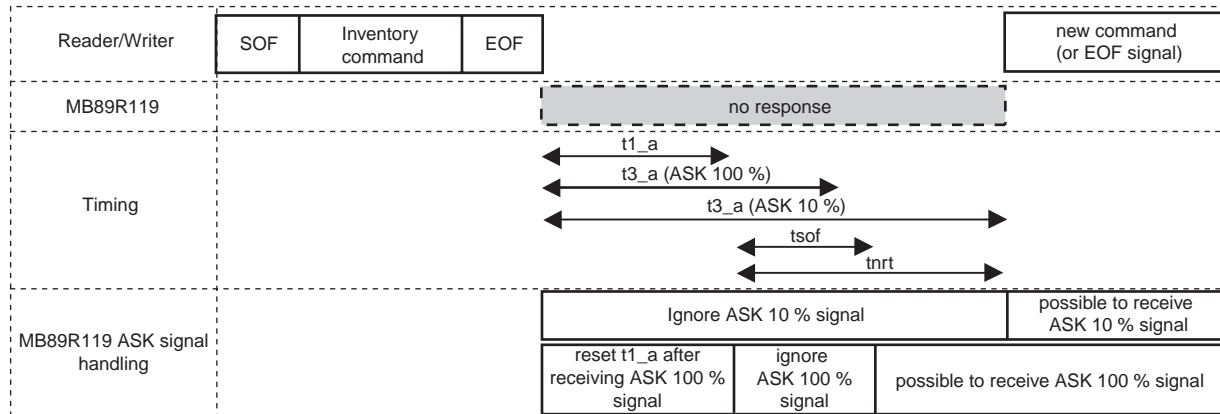 Reader/Writer
SOF
Inventory
command
EOF
new command
(or EOF signal)
MB89R119
no response
Timing
t1_a
t3_a (ASK 100 %)
t3_a (ASK 10 %)
tsof
tnrt
MB89R119 ASK signal
handling
Ignore ASK 10 % signal
possible to receive
ASK 10 % signal
reset t1_a after
receiving ASK 100 %
signal
ignore
ASK 100 %
signal
possible to receive ASK 100 % signal